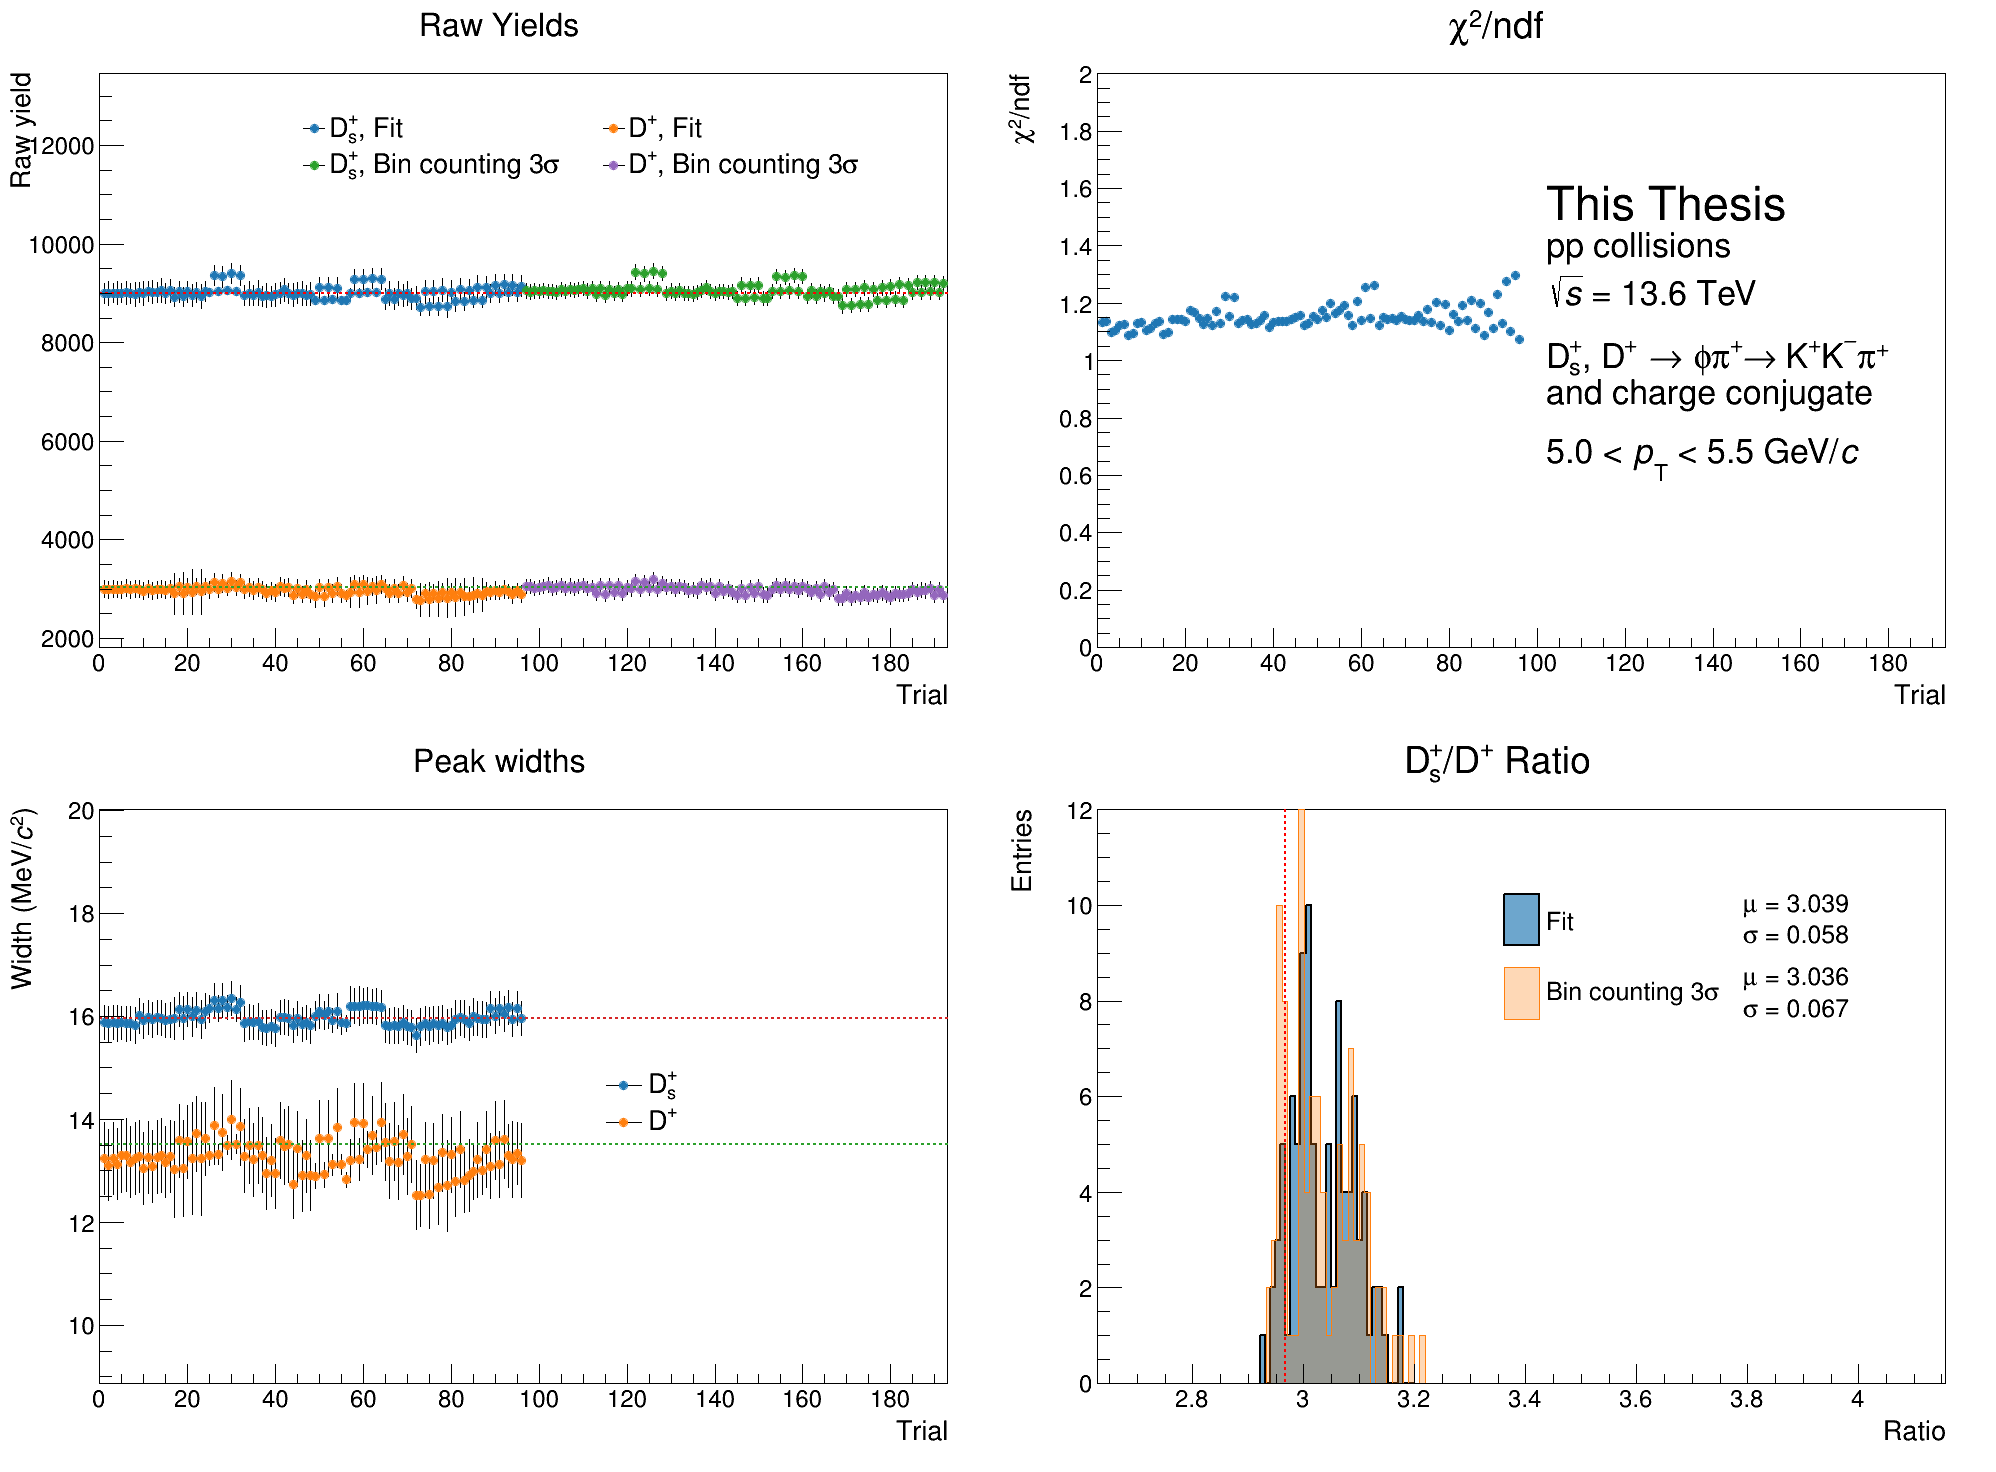 Raw Yields
Raw yield
12000
10000
8000
6000
4000
2000
D_s^+, Fit
D^+, Fit
D_s^+, Bin counting 3σ
D^+, Bin counting 3σ
0 20 40 60 80 100 120 140 160 180
Trial
χ²/ndf
χ²/ndf
2
1.8
1.6
1.4
1.2
1
0.8
0.6
0.4
0.2
0
This Thesis
pp collisions
√s = 13.6 TeV
D_s^+, D^+ → ϕπ^+→ K^+K^−π^+
and charge conjugate
5.0 < p_T < 5.5 GeV/c
0 20 40 60 80 100 120 140 160 180
Trial
Peak widths
Width (MeV/c²)
20
18
16
14
12
10
D_s^+
D^+
0 20 40 60 80 100 120 140 160 180
Trial
D_s^+/D^+ Ratio
Entries
12
10
8
6
4
2
0
Fit
μ = 3.039
σ = 0.058
Bin counting 3σ
μ = 3.036
σ = 0.067
2.8 3 3.2 3.4 3.6 3.8 4
Ratio